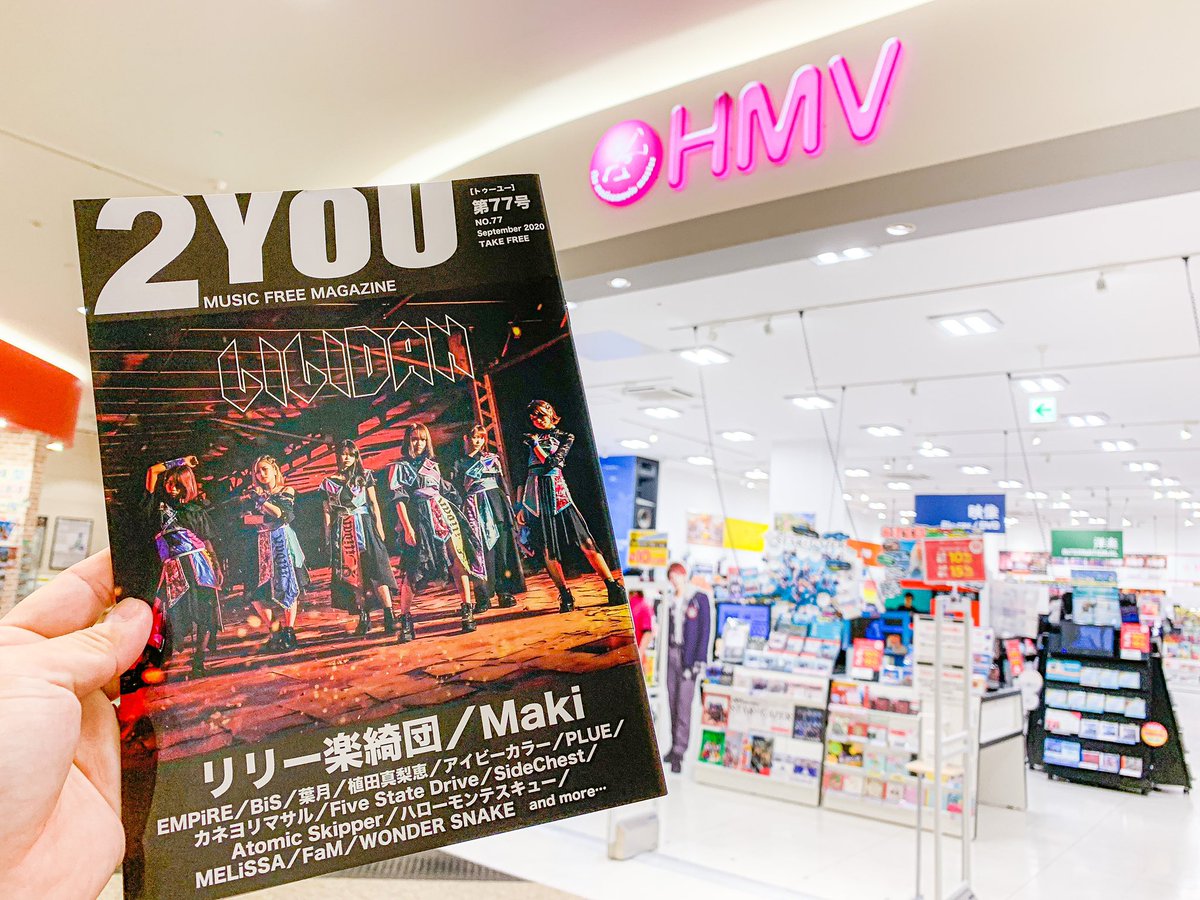 HMV
2YOU
[トゥーユー]
第77号
NO.77
September 2020
TAKE FREE
MUSIC FREE MAGAZINE
LILIDAN
リリー楽綺団/Maki
EMPiRE/BiS/葉月/植田真梨恵/アイビーカラー/PLUE/
カネヨリマサル/Five State Drive/SideChest/
Atomic Skipper/ハローモンテスキュー/
MELiSSA/FaM/WONDER SNAKE and more...
映像
Blu-ray / DVD
洋楽
INTERNATIONAL